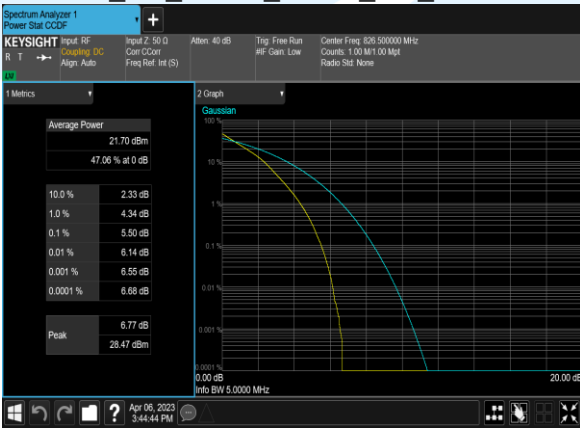 Spectrum Analyzer 1
Power Stat CCDF
KEYSIGHT
R T
LV
Input: RF
Coupling: DC
Align: Auto
Input Z: 50 Ω
Corr CCorr
Freq Ref: Int (S)
Atten: 40 dB
Trig: Free Run
#IF Gain: Low
Center Freq: 826.500000 MHz
Counts: 1.00 M/1.00 Mpt
Radio Std: None
1 Metrics
Average Power
21.70 dBm
47.06 % at 0 dB
10.0 % 2.33 dB
1.0 % 4.34 dB
0.1 % 5.50 dB
0.01 % 6.14 dB
0.001 % 6.55 dB
0.0001 % 6.68 dB
Peak
6.77 dB
28.47 dBm
2 Graph
Gaussian
100 %
10 %
1 %
0.1 %
0.01 %
0.001 %
0.0001 %
0.00 dB
20.00 dB
Info BW 5.0000 MHz
?
Apr 06, 2023
3:44:44 PM